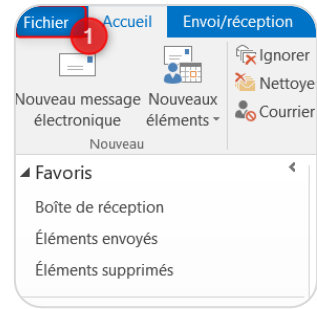 Fichier Accueil Envoi/réception
1
Ignorer
Nettoye
Courrier
Nouveau message
électronique
Nouveaux
éléments
Nouveau
Favoris
Boîte de réception
Éléments envoyés
Éléments supprimés